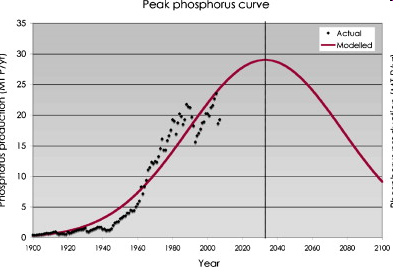 Peak phosphorus curve
Phosphorus production (MT P/yr)
35
30
25
20
15
10
5
0
Actual
Modelled
1900 1920 1940 1960 1980 2000 2020 2040 2060 2080 2100
Year